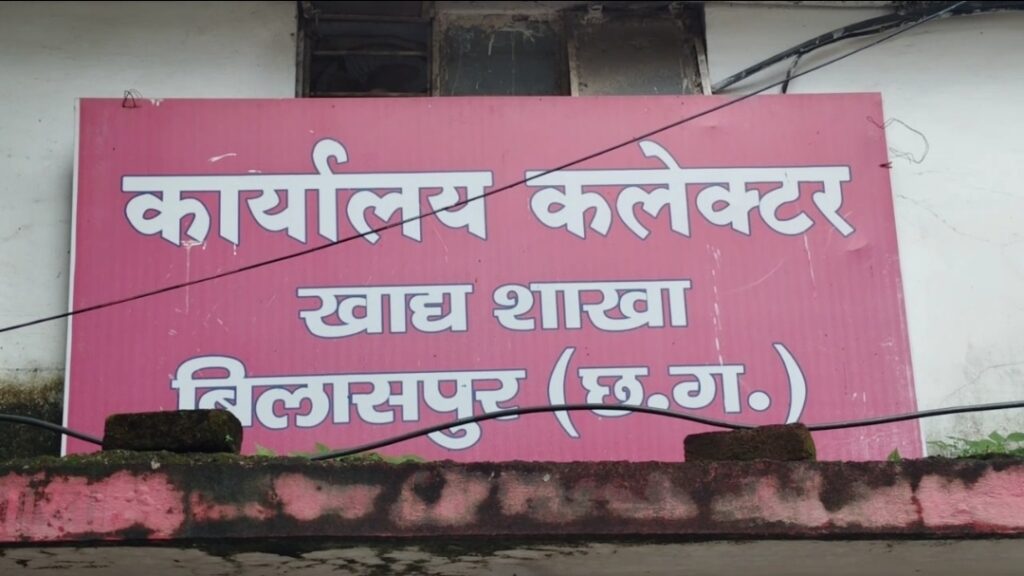 कार्यालय कलेक्टर
खाद्य शाखा
बिलासपुर (छ.ग.)